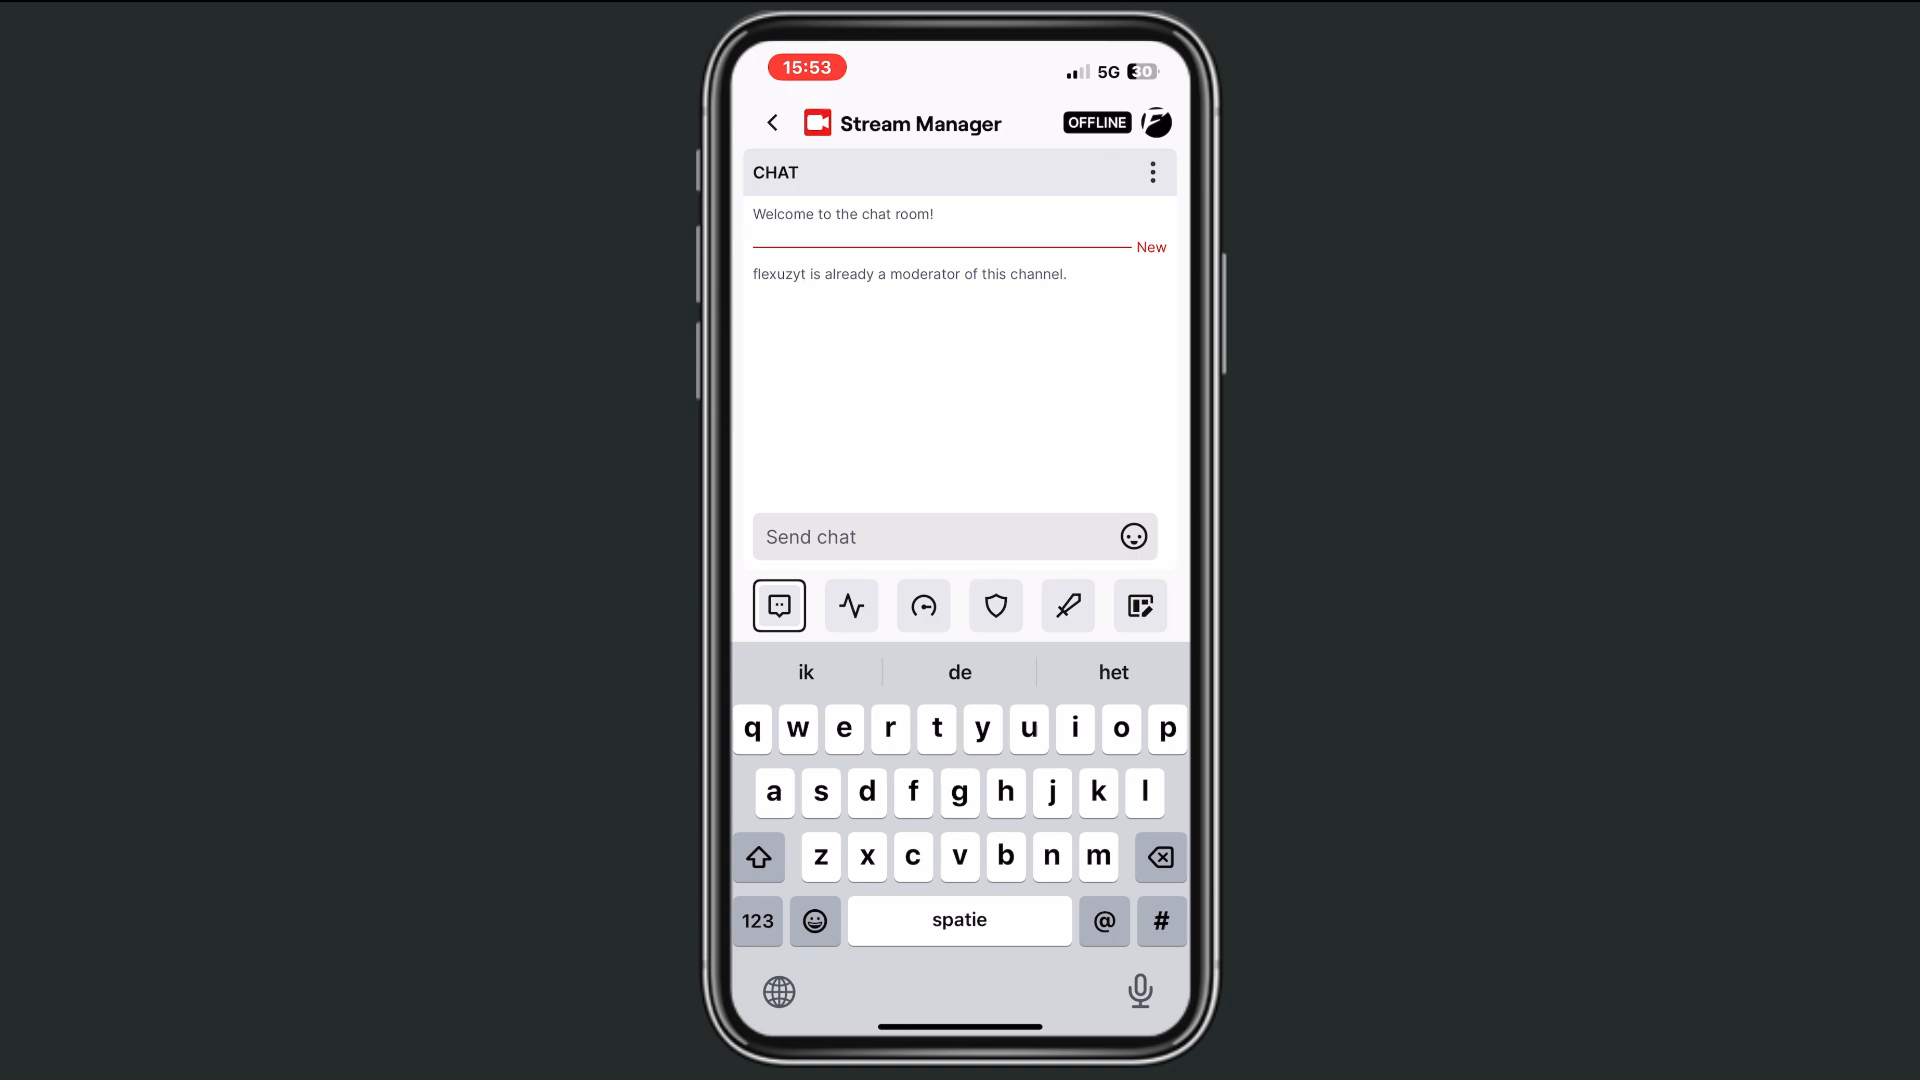 15:53
5G 30
Stream Manager
OFFLINE
CHAT
Welcome to the chat room!
New
flexuzyt is already a moderator of this channel.
Send chat
ik de het
q w e r t y u i o p
a s d f g h j k l
z x c v b n m
123 spatie @ #